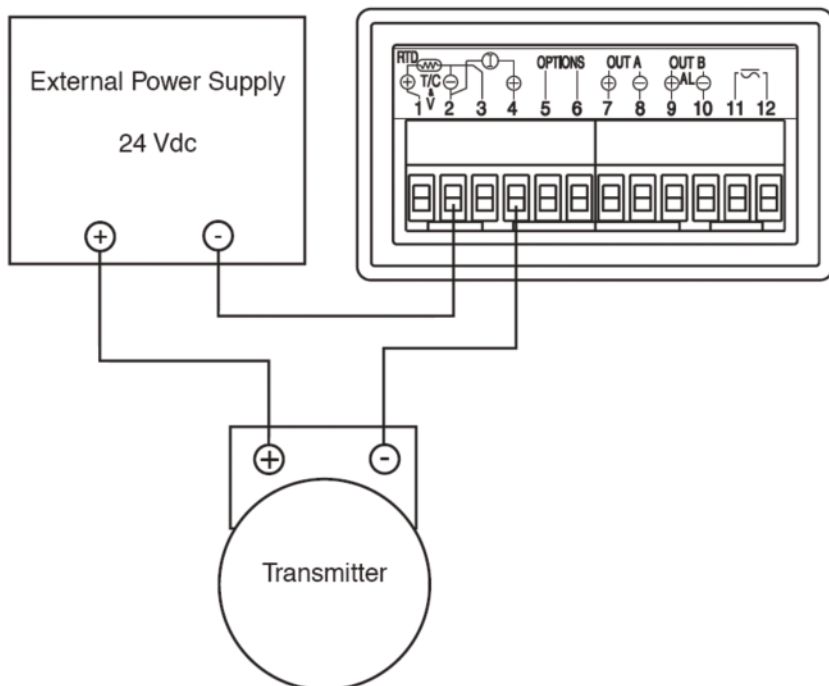 External Power Supply
24 Vdc
+ -
RTD
T/C
&
V
I
OPTIONS
OUT A
OUT B
AL
+ - + + - + -
1 2 3 4 5 6 7 8 9 10 11 12
+ -
Transmitter